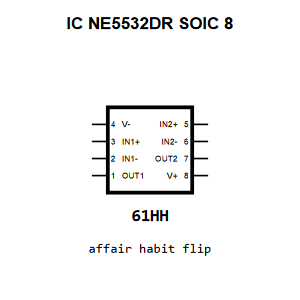 IC NE5532DR SOIC 8
4 V- IN2+ 5
3 IN1+ IN2- 6
2 IN1- OUT2 7
1 OUT1 V+ 8
61HH
affair habit flip